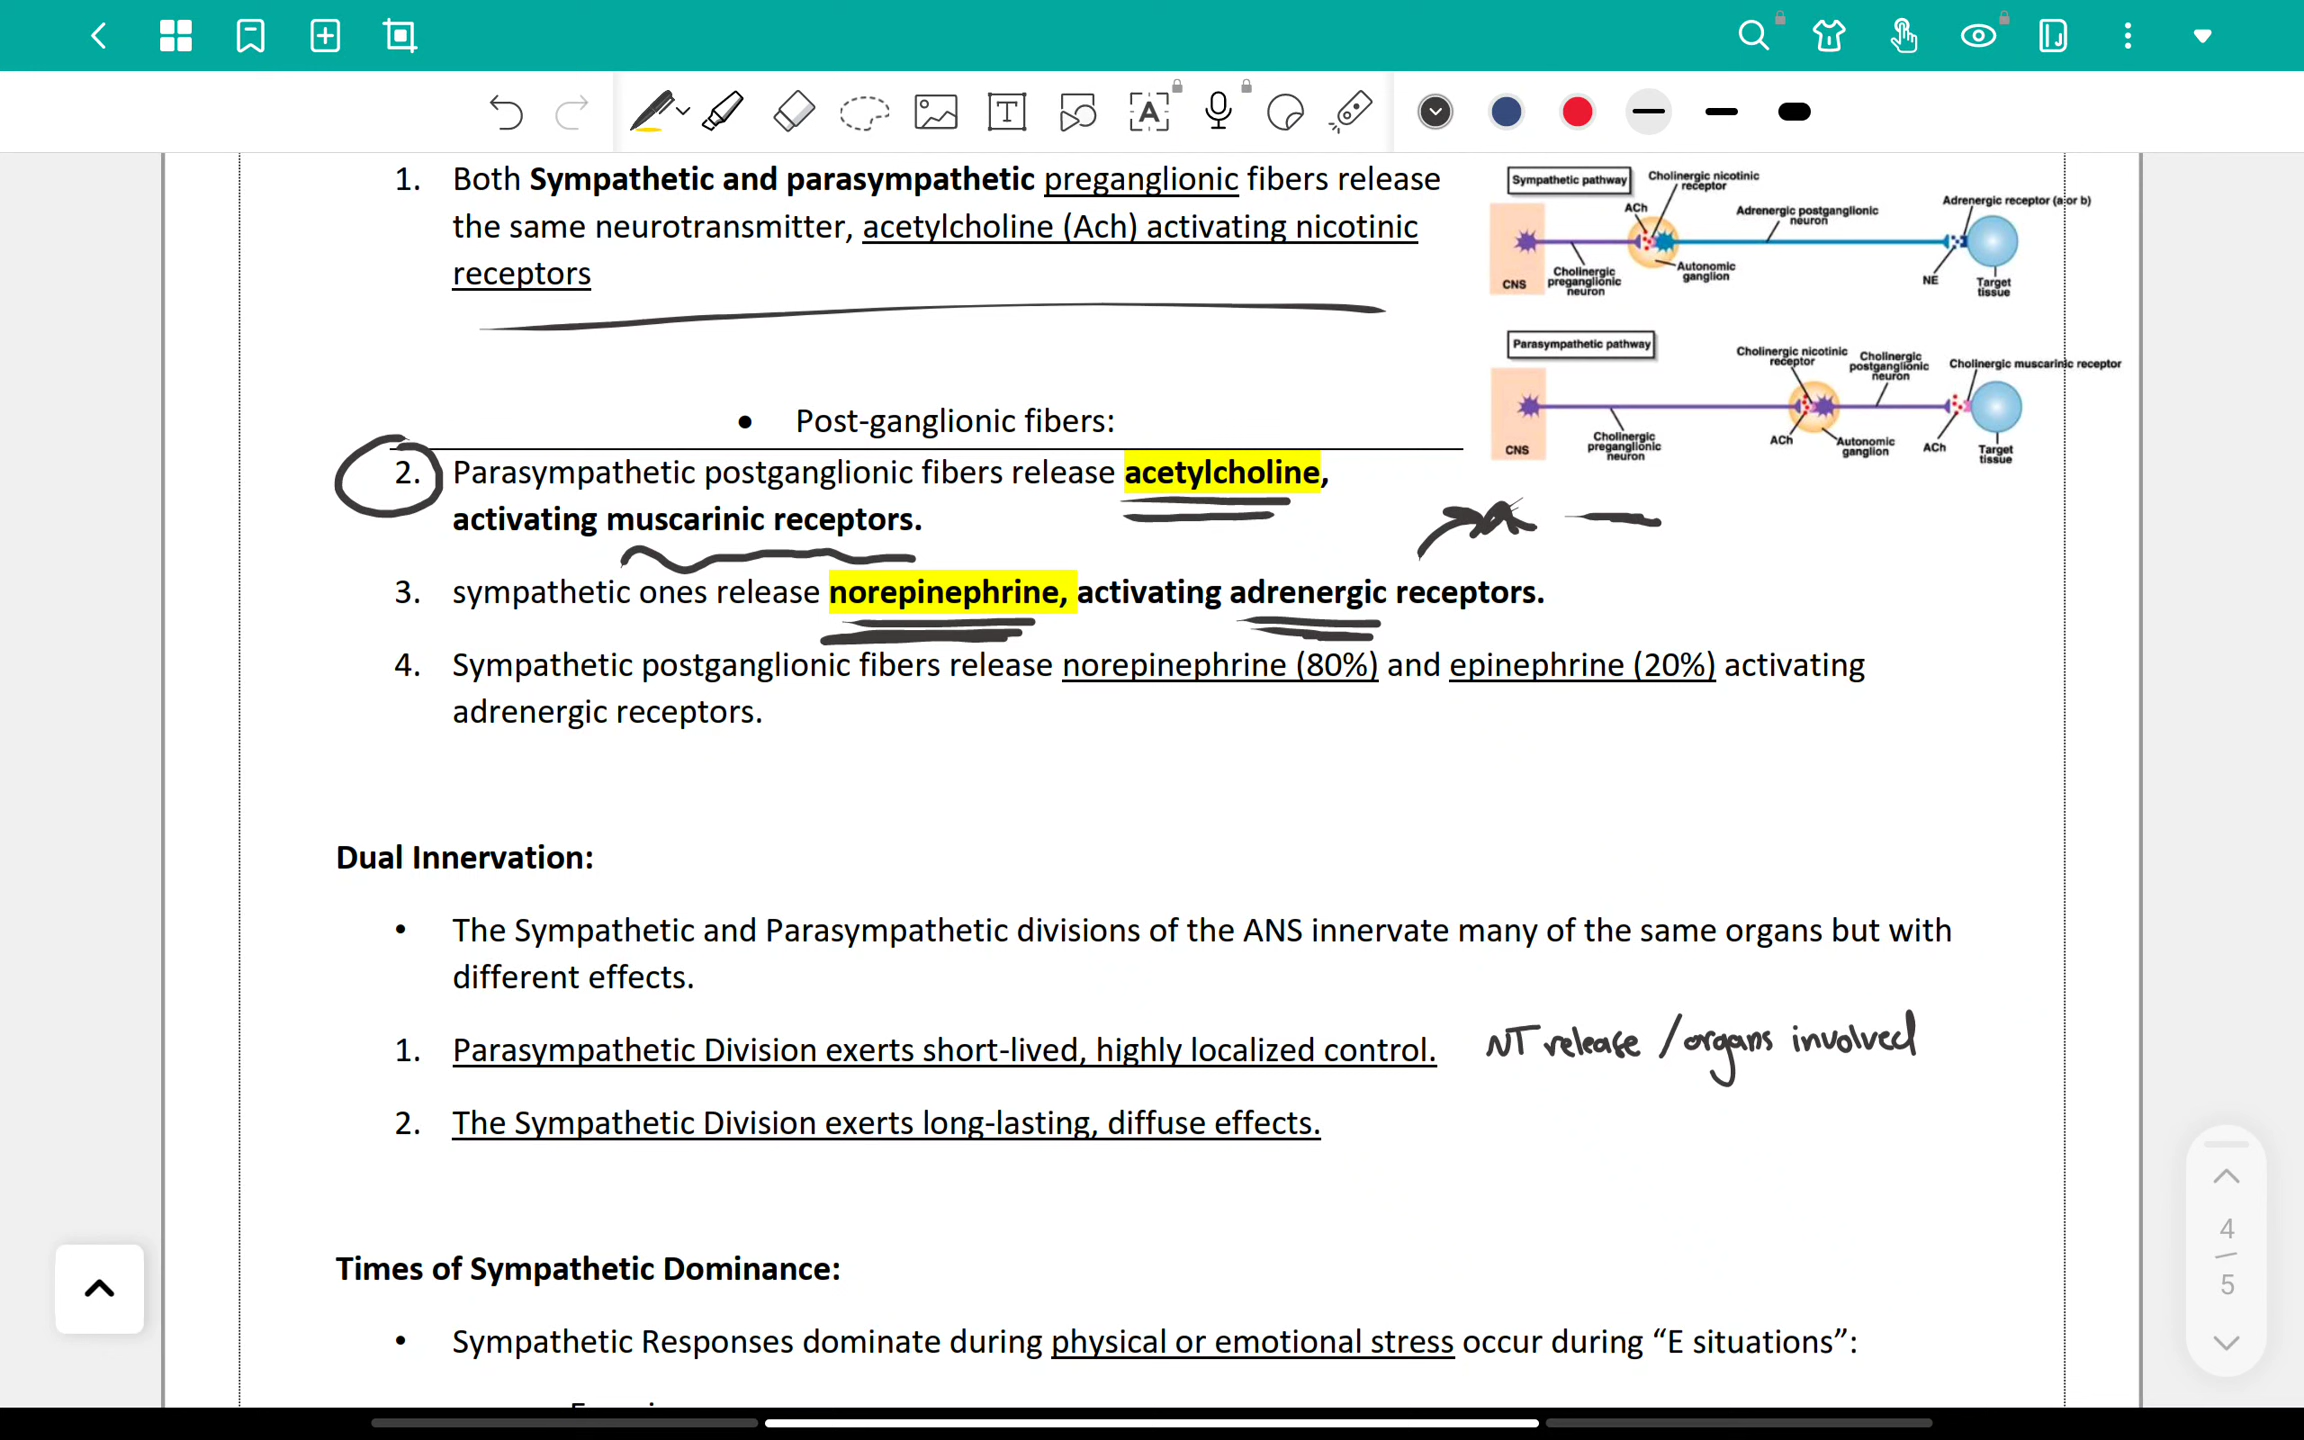 1. Both Sympathetic and parasympathetic preganglionic fibers release
the same neurotransmitter, acetylcholine (Ach) activating nicotinic
receptors
Sympathetic pathway
Cholinergic nicotinic
receptor
ACh
Adrenergic postganglionic
neuron
Adrenergic receptor (a or b)
Cholinergic
preganglionic
neuron
Autonomic
ganglion
CNS
NE
Target
tissue
Parasympathetic pathway
Cholinergic nicotinic
receptor
Cholinergic
postganglionic
neuron
Cholinergic muscarinic receptor
CNS
Cholinergic
preganglionic
neuron
ACh
Autonomic
ganglion
ACh
Target
tissue
• Post-ganglionic fibers:
2. Parasympathetic postganglionic fibers release acetylcholine,
activating muscarinic receptors.
3. sympathetic ones release norepinephrine, activating adrenergic receptors.
4. Sympathetic postganglionic fibers release norepinephrine (80%) and epinephrine (20%) activating
adrenergic receptors.
Dual Innervation:
• The Sympathetic and Parasympathetic divisions of the ANS innervate many of the same organs but with
different effects.
1. Parasympathetic Division exerts short-lived, highly localized control.
NT release / organs involved
2. The Sympathetic Division exerts long-lasting, diffuse effects.
Times of Sympathetic Dominance:
• Sympathetic Responses dominate during physical or emotional stress occur during “E situations”:
4
/
5